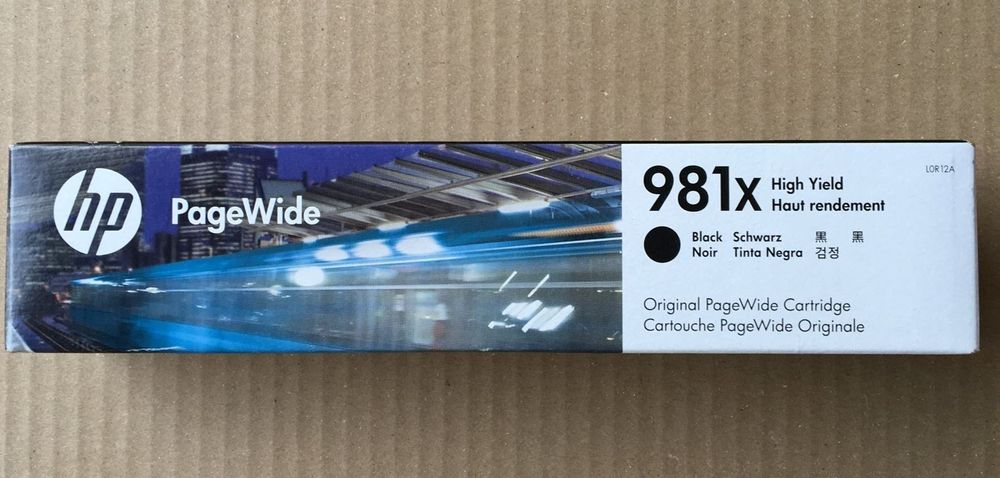 hp
PageWide
981X
High Yield
Haut rendement
L0R12A
Black Schwarz 黒 黑
Noir Tinta Negra 검정
Original PageWide Cartridge
Cartouche PageWide Originale